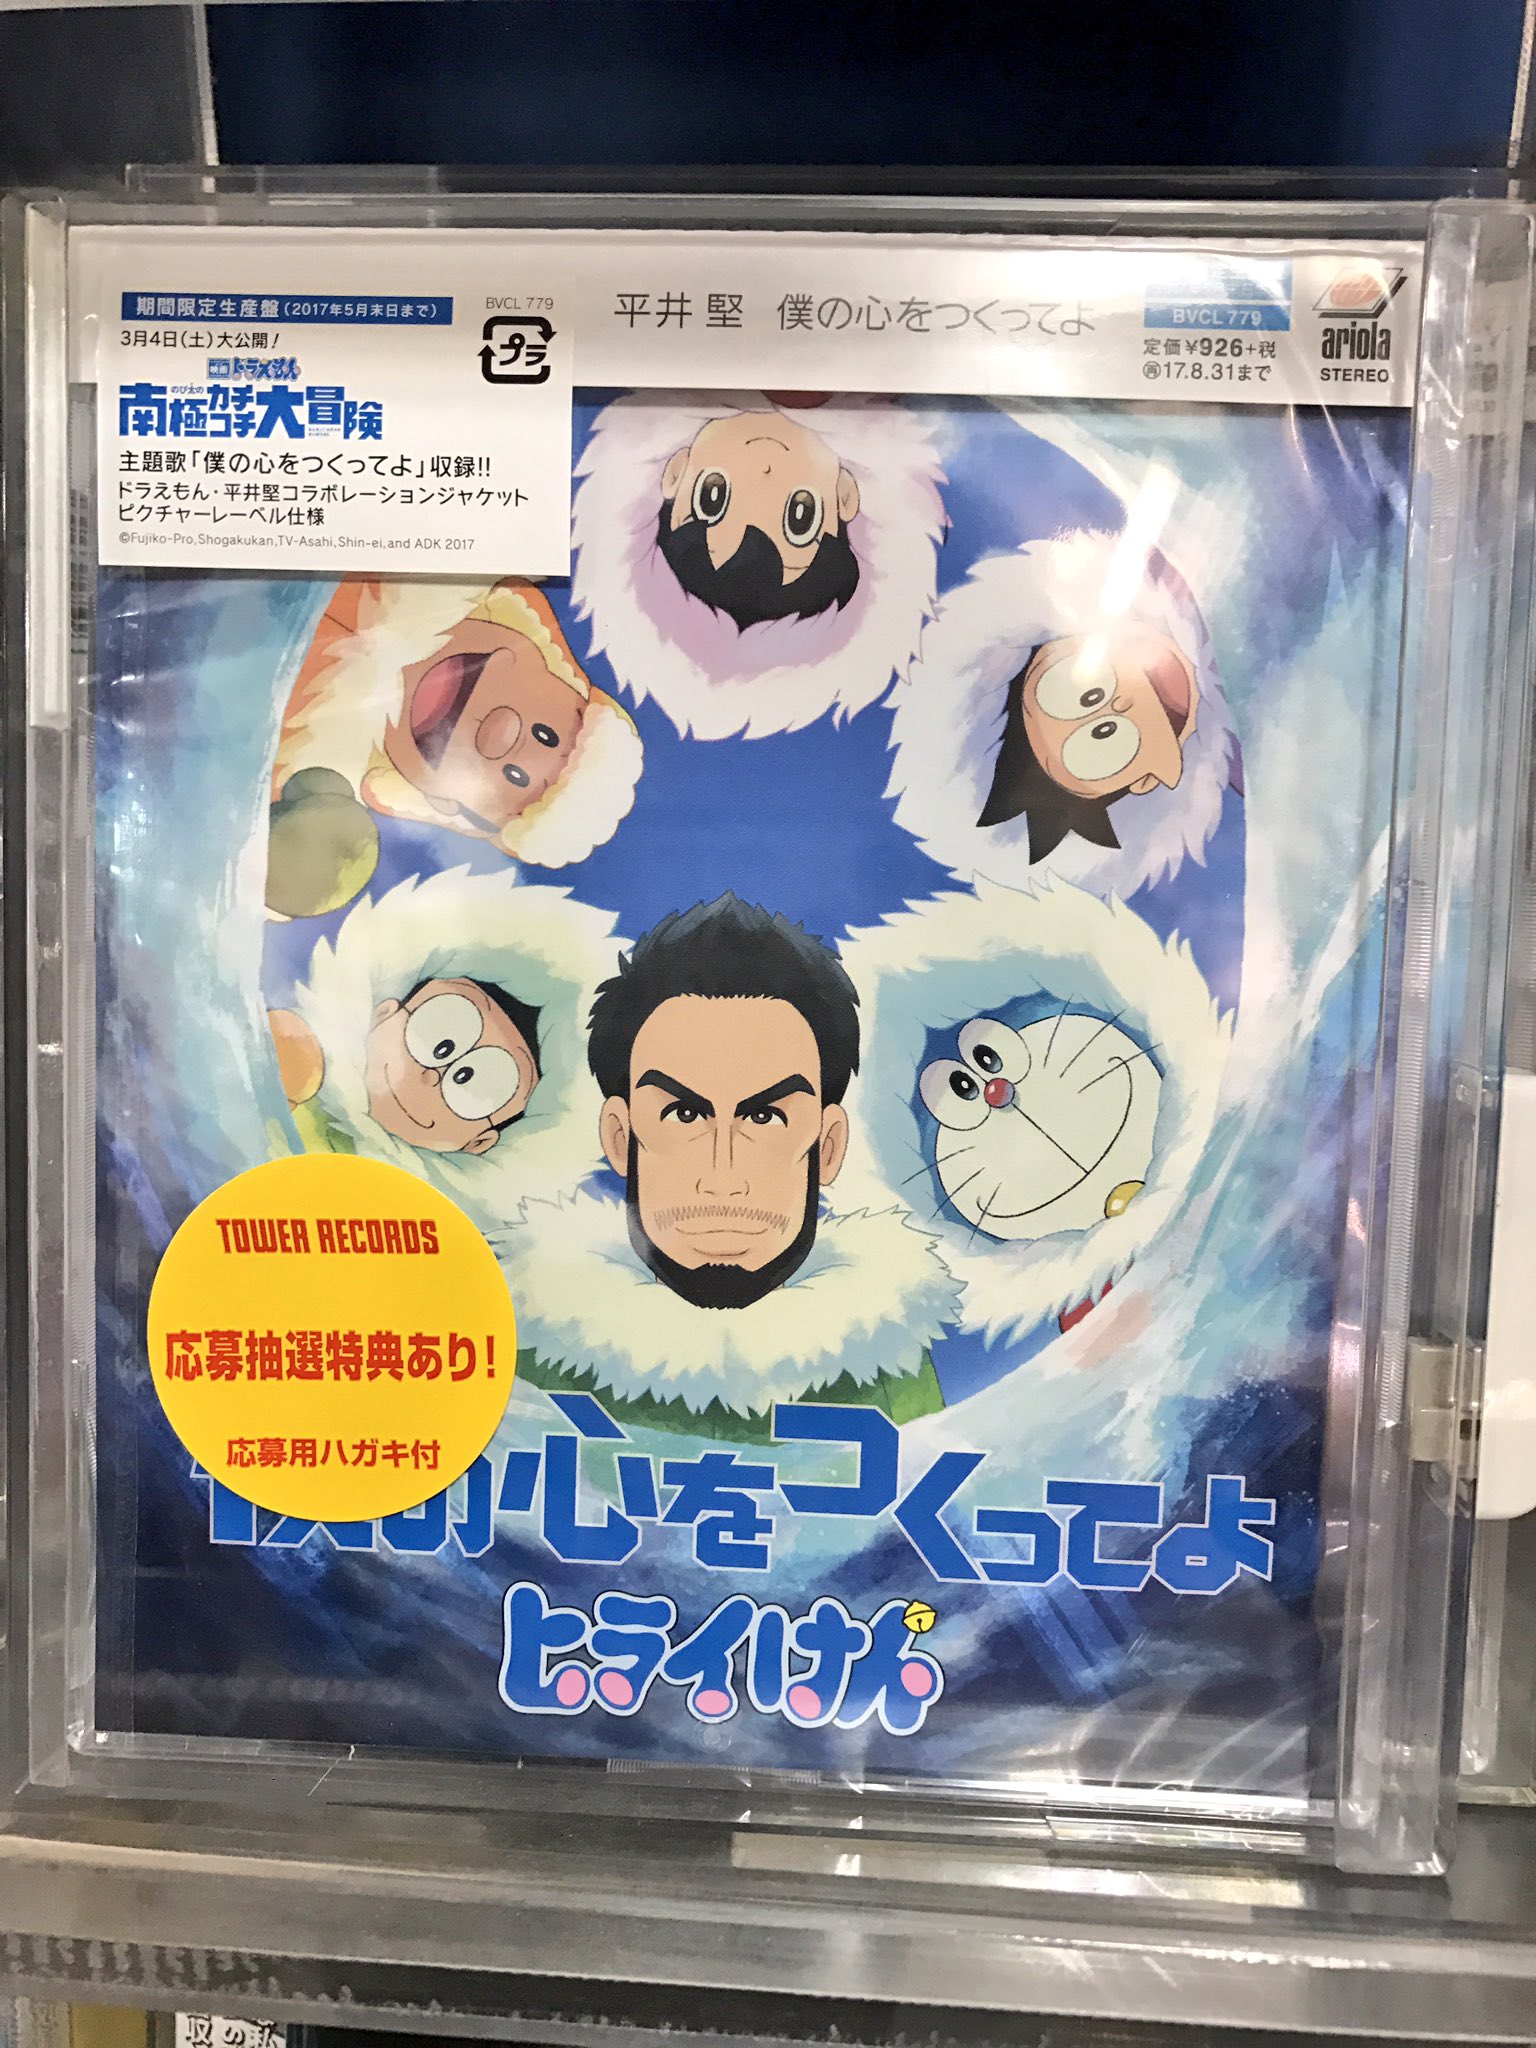 期間限定生産盤(2017年5月末日まで)
3月4日(土)大公開!
映画ドラえもん
のび太の
南極カチコチ大冒険
主題歌「僕の心をつくってよ」収録!!
ドラえもん・平井堅コラボレーションジャケット
ピクチャーレーベル仕様
©Fujiko-Pro,Shogakukan,TV-Asahi,Shin-ei,and ADK 2017
BVCL 779
プラ
平井 堅 僕の心をつくってよ
BVCL 779
定価¥926+税
再17.8.31まで
ariola
STEREO
TOWER RECORDS
応募抽選特典あり!
応募用ハガキ付
僕の心をつくってよ
ヒライけん